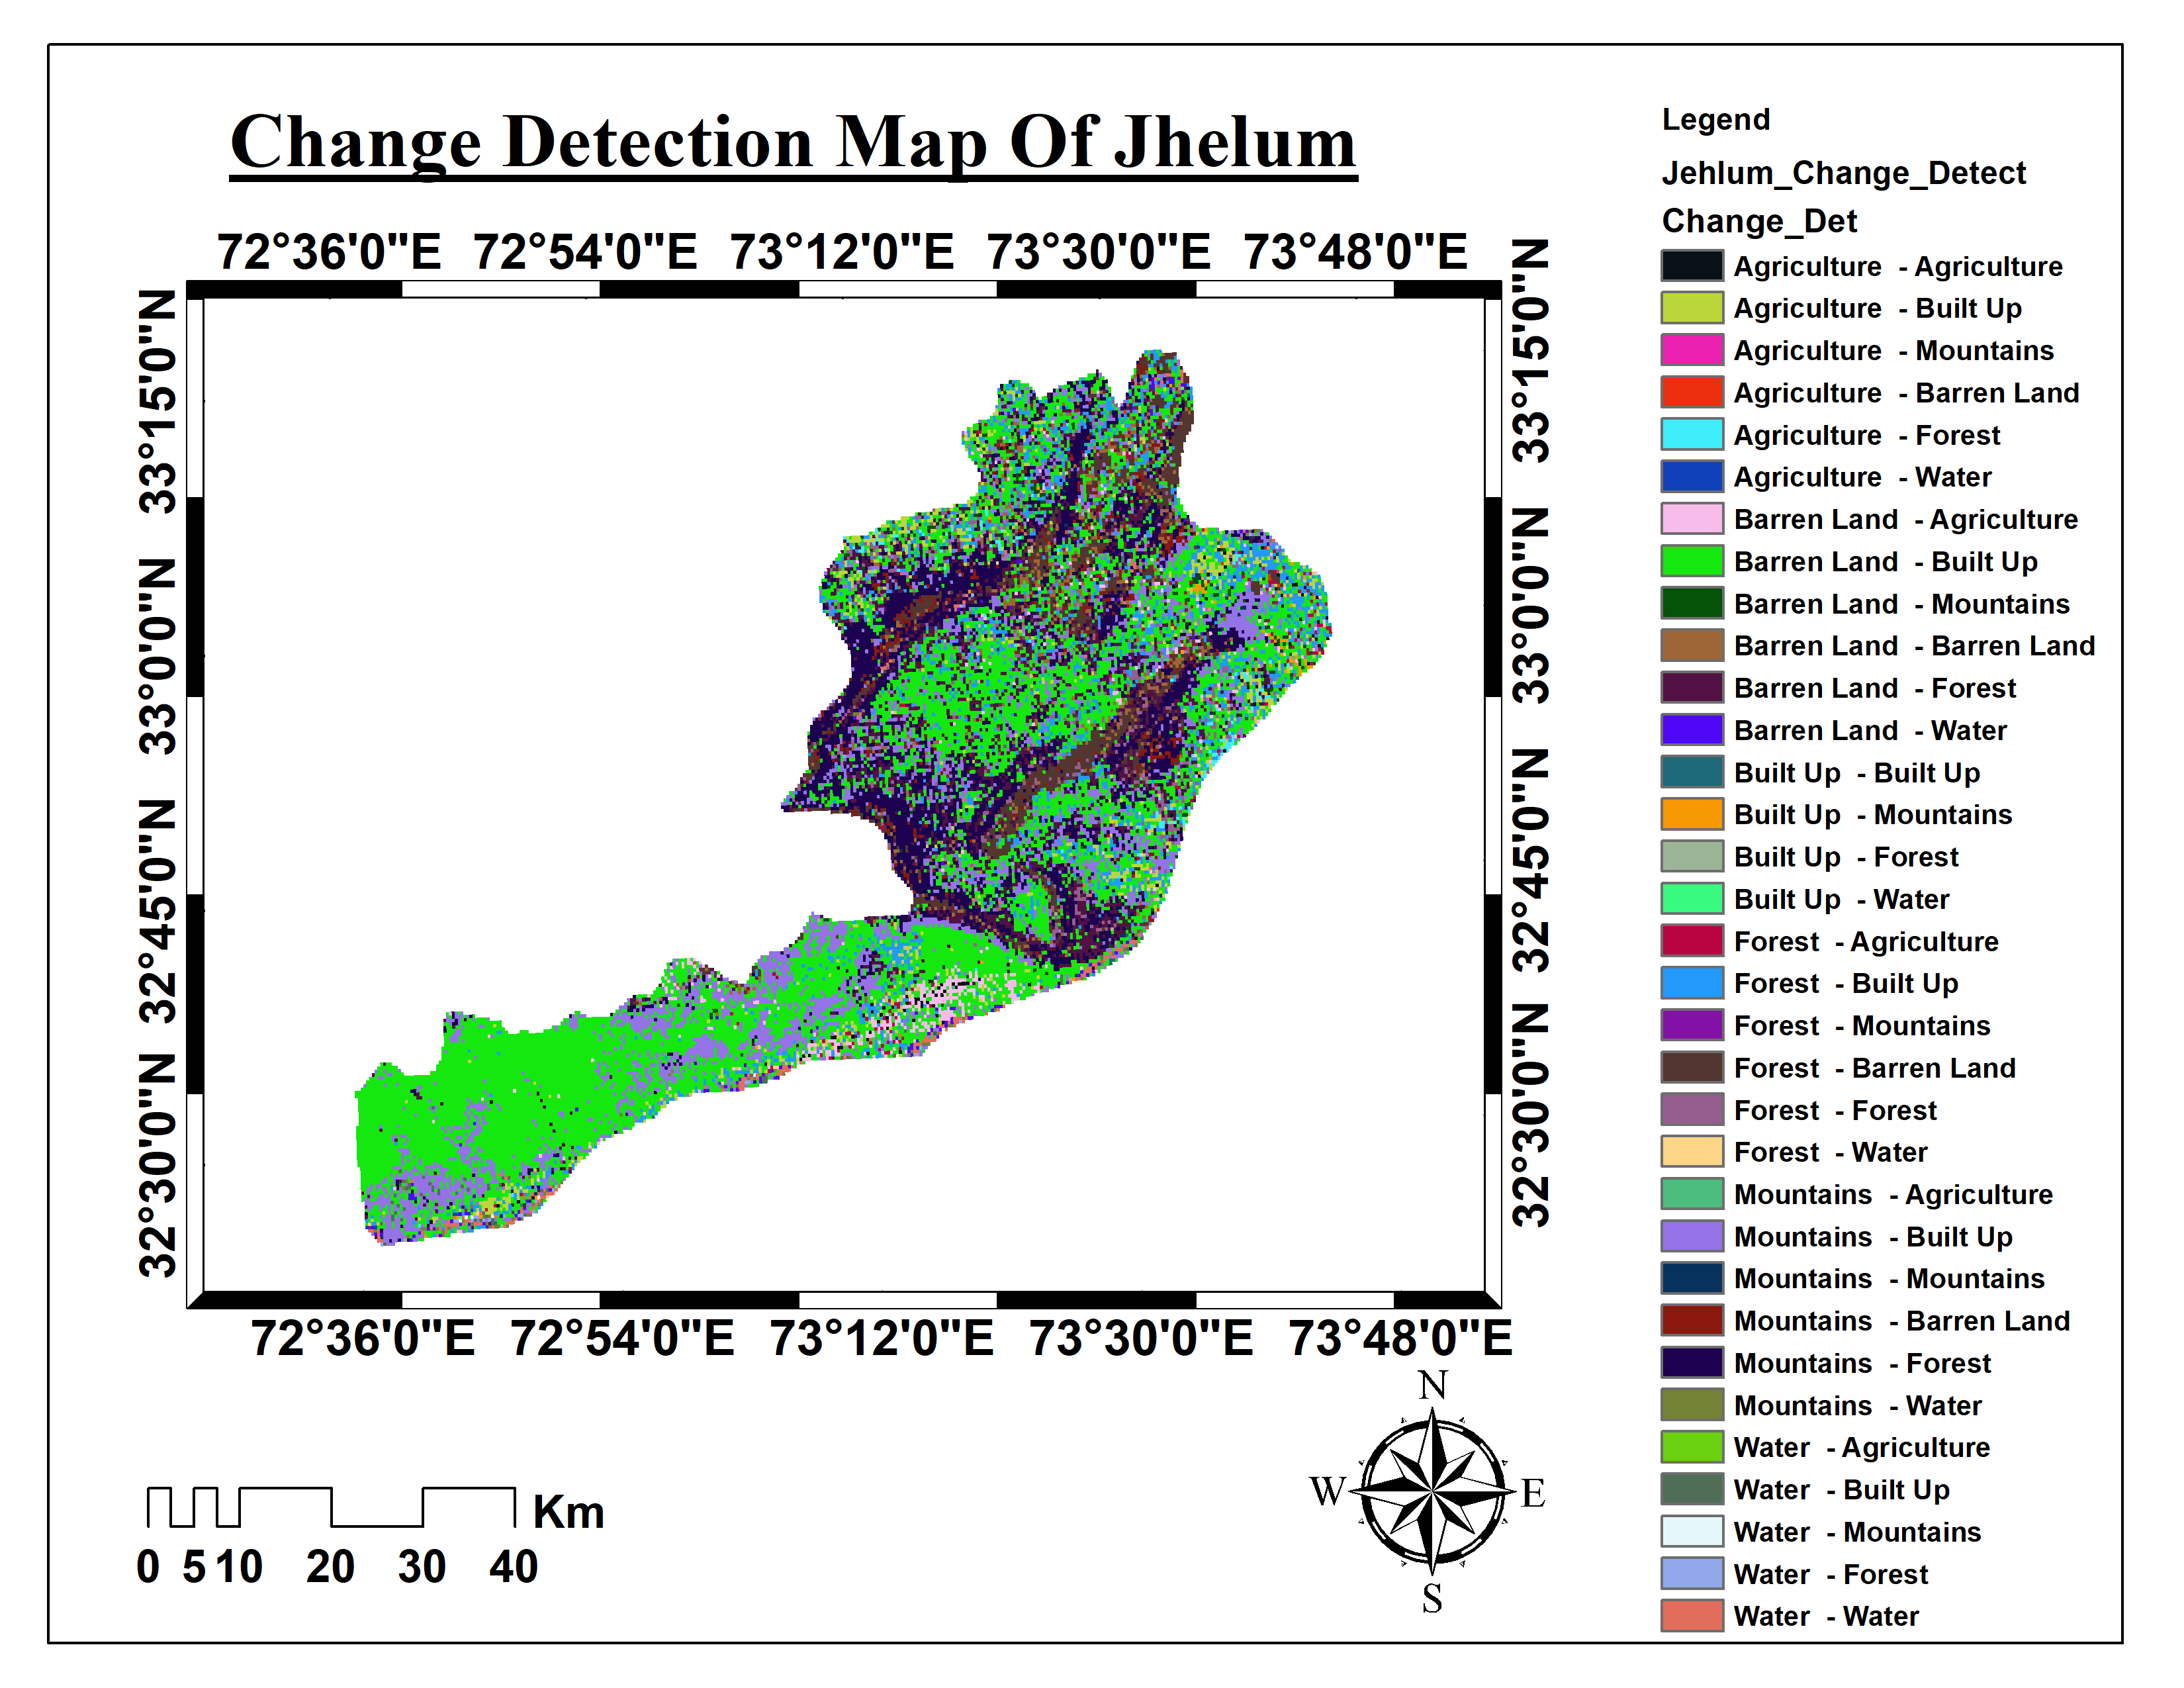 Change Detection Map Of Jhelum
72°36'0"E 72°54'0"E 73°12'0"E 73°30'0"E 73°48'0"E
33°15'0"N
33°0'0"N
32°45'0"N
32°30'0"N
33°15'0"N
33°0'0"N
32°45'0"N
32°30'0"N
72°36'0"E 72°54'0"E 73°12'0"E 73°30'0"E 73°48'0"E
Km
0 5 10 20 30 40
N
W E
S
Legend
Jehlum_Change_Detect
Change_Det
Agriculture - Agriculture
Agriculture - Built Up
Agriculture - Mountains
Agriculture - Barren Land
Agriculture - Forest
Agriculture - Water
Barren Land - Agriculture
Barren Land - Built Up
Barren Land - Mountains
Barren Land - Barren Land
Barren Land - Forest
Barren Land - Water
Built Up - Built Up
Built Up - Mountains
Built Up - Forest
Built Up - Water
Forest - Agriculture
Forest - Built Up
Forest - Mountains
Forest - Barren Land
Forest - Forest
Forest - Water
Mountains - Agriculture
Mountains - Built Up
Mountains - Mountains
Mountains - Barren Land
Mountains - Forest
Mountains - Water
Water - Agriculture
Water - Built Up
Water - Mountains
Water - Forest
Water - Water